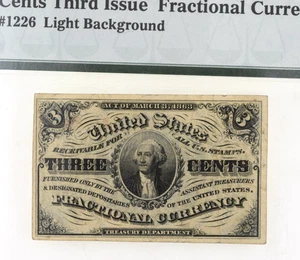 Cents Third Issue Fractional Curre
#1226 Light Background
ACT OF MARCH 3, 1863.
3 3
United States
RECEIVABLE FOR ALL U.S. STAMPS.
THREE CENTS
FURNISHED ONLY BY THE ASSISTANT TREASURERS
& DESIGNATED DEPOSITARIES OF THE UNITED STATES.
FRACTIONAL CURRENCY
TREASURY DEPARTMENT